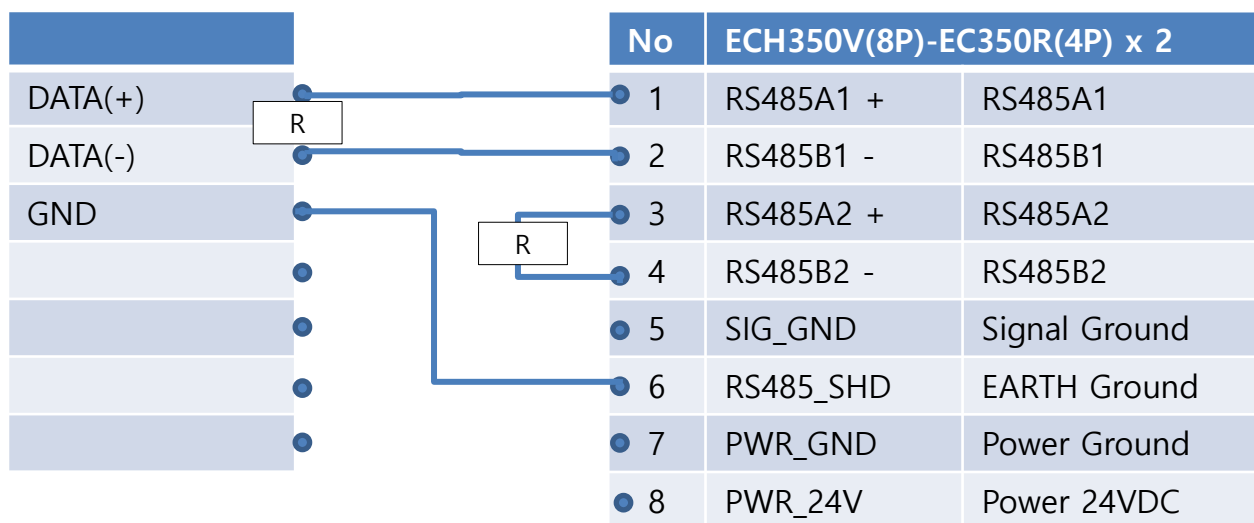 No ECH350V(8P)-EC350R(4P) x 2
DATA(+) 1 RS485A1 + RS485A1
R
DATA(-) 2 RS485B1 - RS485B1
GND 3 RS485A2 + RS485A2
R
4 RS485B2 - RS485B2
5 SIG_GND Signal Ground
6 RS485_SHD EARTH Ground
7 PWR_GND Power Ground
8 PWR_24V Power 24VDC